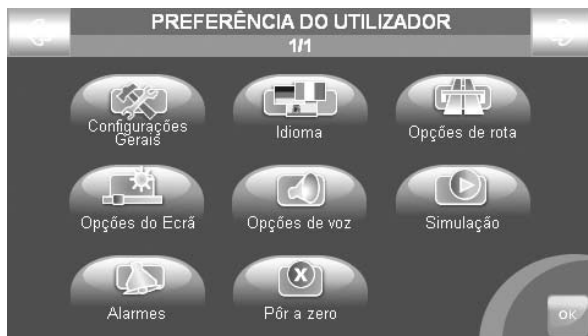 PREFERÊNCIA DO UTILIZADOR
1/1
Configurações
Gerais
Idioma
Opções de rota
Opções do Ecrã
Opções de voz
Simulação
Alarmes
Pôr a zero
OK